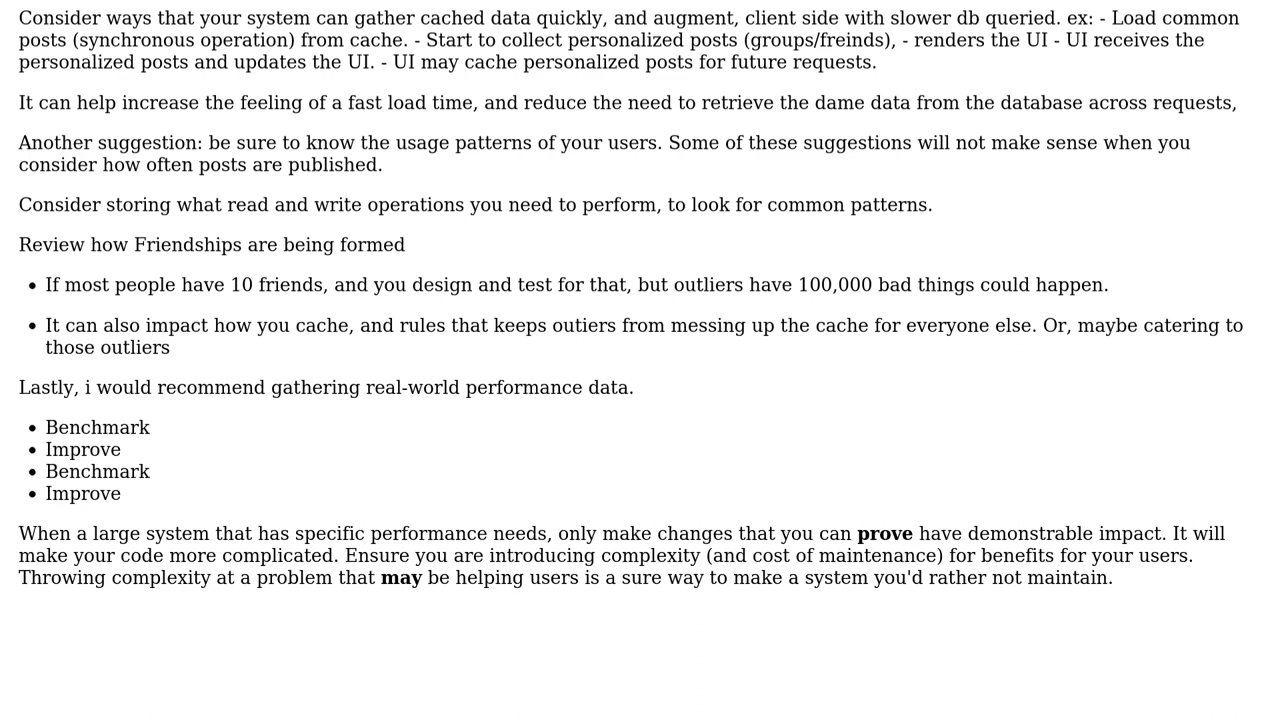 Consider ways that your system can gather cached data quickly, and augment, client side with slower db queried. ex: - Load common
posts (synchronous operation) from cache. - Start to collect personalized posts (groups/freinds), - renders the UI - UI receives the
personalized posts and updates the UI. - UI may cache personalized posts for future requests.
It can help increase the feeling of a fast load time, and reduce the need to retrieve the dame data from the database across requests,
Another suggestion: be sure to know the usage patterns of your users. Some of these suggestions will not make sense when you
consider how often posts are published.
Consider storing what read and write operations you need to perform, to look for common patterns.
Review how Friendships are being formed
• If most people have 10 friends, and you design and test for that, but outliers have 100,000 bad things could happen.
• It can also impact how you cache, and rules that keeps outiers from messing up the cache for everyone else. Or, maybe catering to
those outliers
Lastly, i would recommend gathering real-world performance data.
• Benchmark
• Improve
• Benchmark
• Improve
When a large system that has specific performance needs, only make changes that you can prove have demonstrable impact. It will
make your code more complicated. Ensure you are introducing complexity (and cost of maintenance) for benefits for your users.
Throwing complexity at a problem that may be helping users is a sure way to make a system you'd rather not maintain.